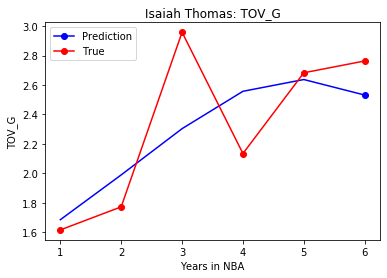 Isaiah Thomas: TOV_G
Prediction
True
3.0
2.8
2.6
2.4
2.2
2.0
1.8
1.6
TOV_G
1 2 3 4 5 6
Years in NBA